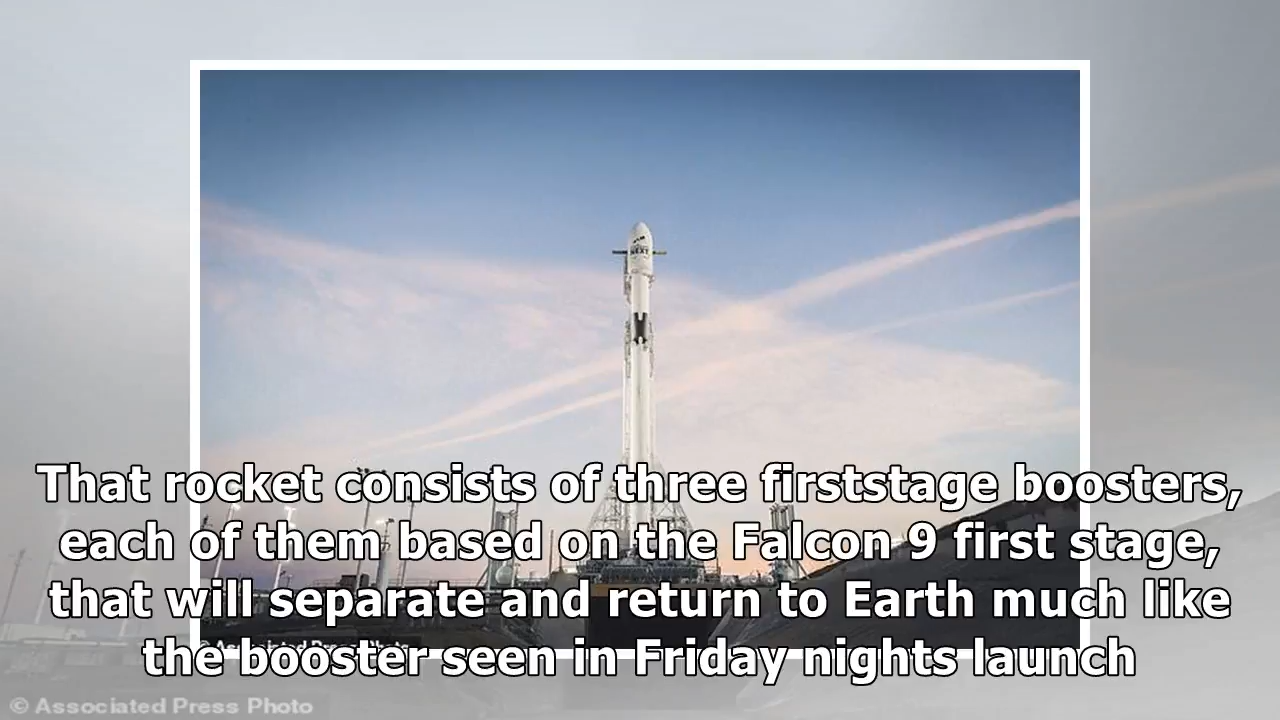 NEXT
That rocket consists of three firststage boosters,
each of them based on the Falcon 9 first stage,
that will separate and return to Earth much like
the booster seen in Friday nights launch
© Associated Press Photo